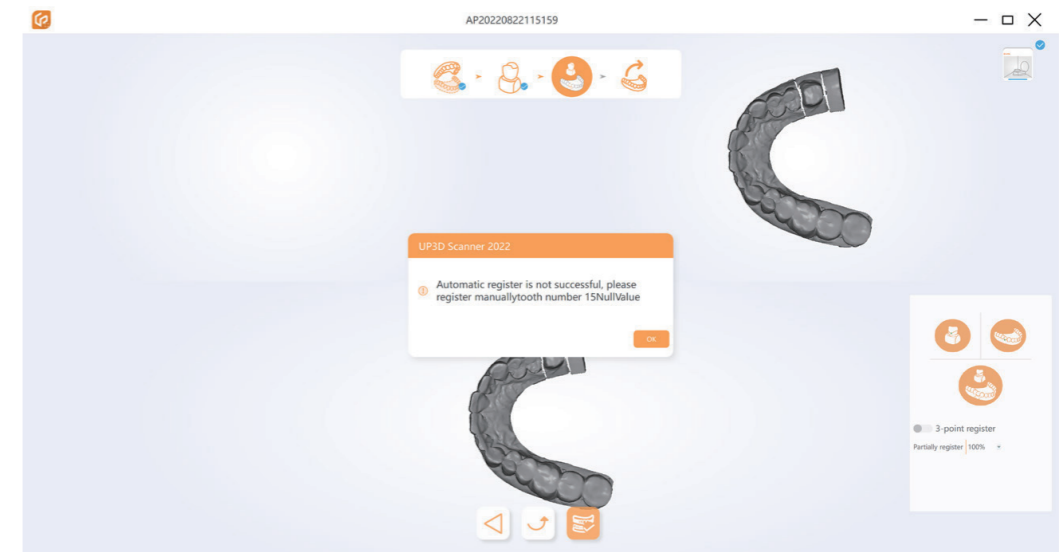 AP20220822115159
UP3D Scanner 2022
Automatic register is not successful, please
register manuallytooth number 15NullValue
OK
3-point register
Partially register 100%